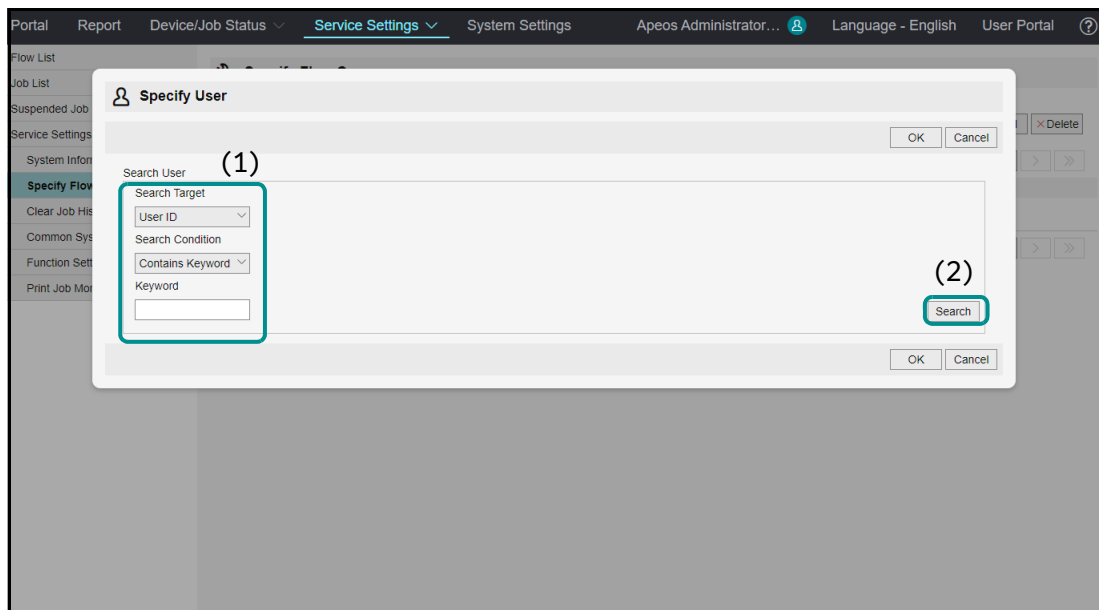 Portal Report Device/Job Status Service Settings System Settings Apeos Administrator... Language - English User Portal ?
Flow List
Job List
Suspended Job
Service Settings
System Inform
Specify Flow
Clear Job His
Common Sys
Function Sett
Print Job Mon
Delete
Specify User
OK Cancel
Search User
(1)
Search Target
User ID
Search Condition
Contains Keyword
Keyword
(2)
Search
OK Cancel